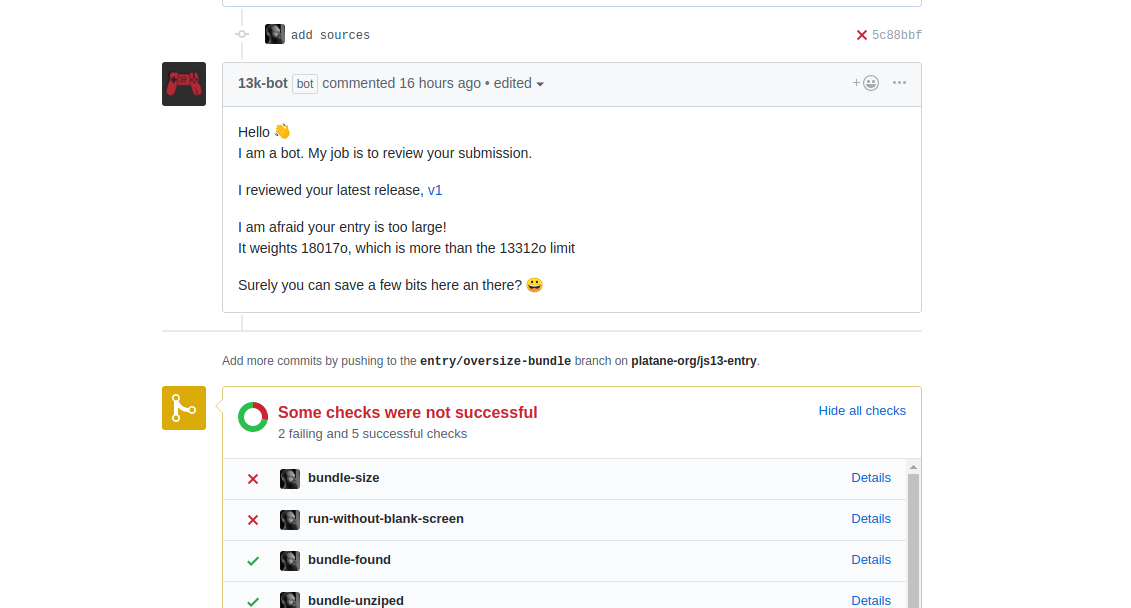 add sources 5c88bbf
13k-bot bot commented 16 hours ago • edited
Hello 👋
I am a bot. My job is to review your submission.
I reviewed your latest release, v1
I am afraid your entry is too large!
It weights 18017o, which is more than the 13312o limit
Surely you can save a few bits here an there? 😀
Add more commits by pushing to the entry/oversize-bundle branch on platane-org/js13-entry.
Some checks were not successful Hide all checks
2 failing and 5 successful checks
bundle-size Details
run-without-blank-screen Details
bundle-found Details
bundle-unziped Details